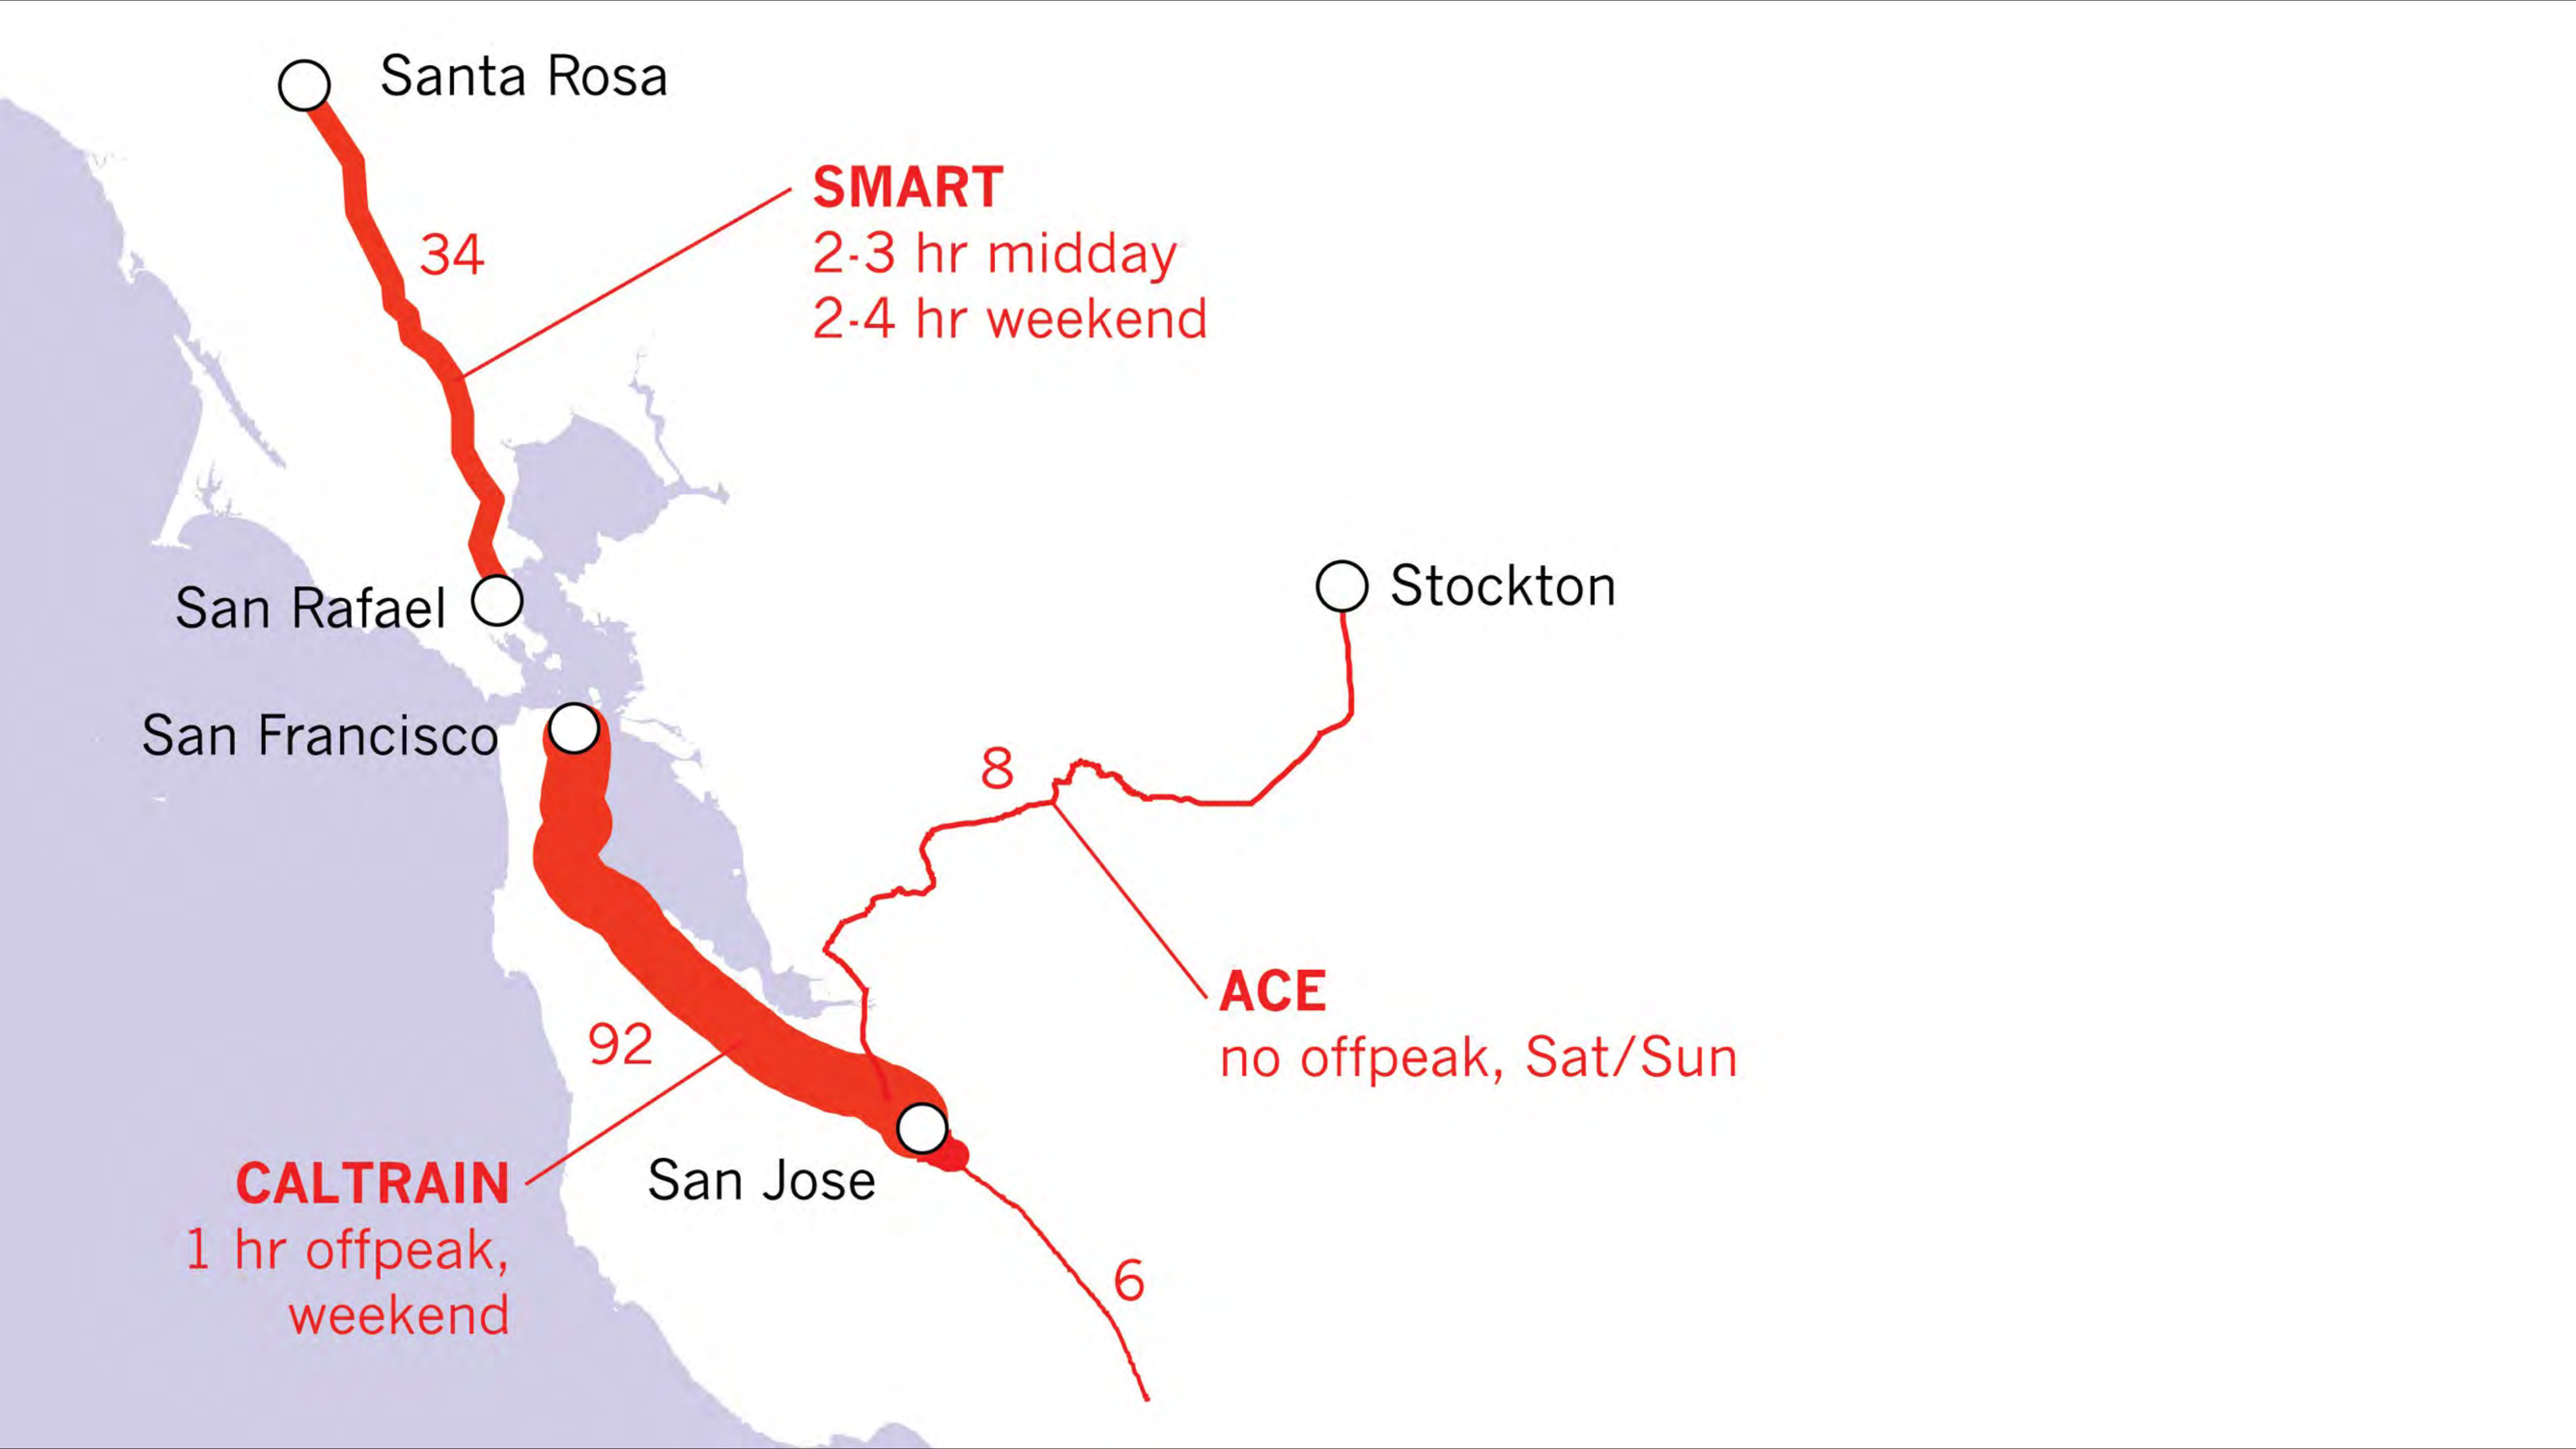 Santa Rosa
SMART
2-3 hr midday
2-4 hr weekend
34
San Rafael
Stockton
San Francisco
8
ACE
no offpeak, Sat/Sun
92
CALTRAIN
1 hr offpeak,
weekend
San Jose
6